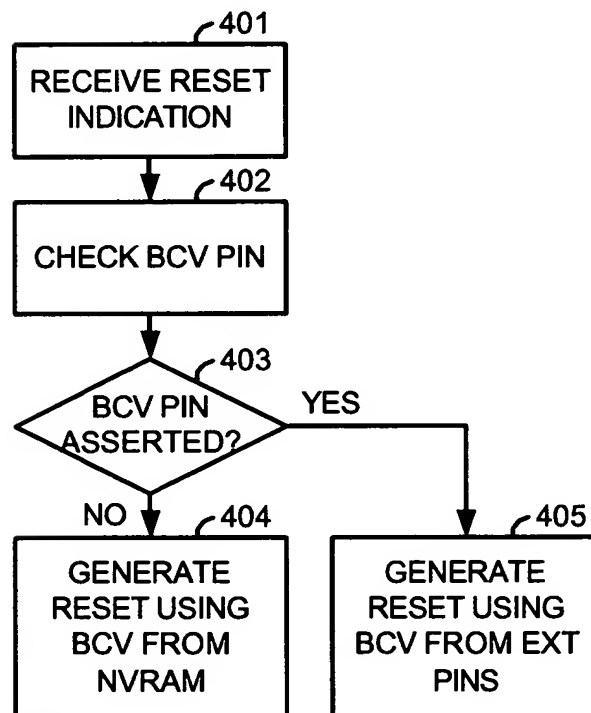 401
RECEIVE RESET
INDICATION
402
CHECK BCV PIN
403
BCV PIN
ASSERTED?
YES
NO
404
GENERATE
RESET USING
BCV FROM
NVRAM
405
GENERATE
RESET USING
BCV FROM EXT
PINS